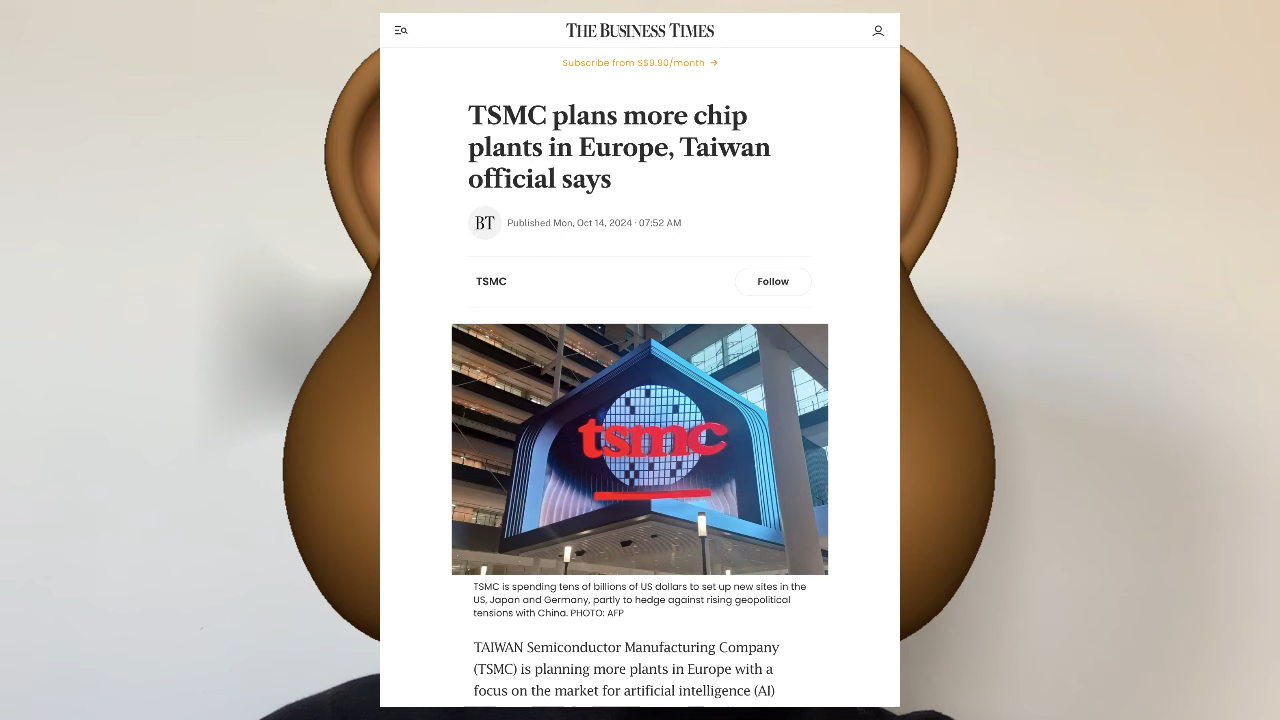 THE BUSINESS TIMES
Subscribe from S$9.90/month →
TSMC plans more chip
plants in Europe, Taiwan
official says
BT
Published Mon, Oct 14, 2024 · 07:52 AM
TSMC
Follow
tsmc
TSMC is spending tens of billions of US dollars to set up new sites in the
US, Japan and Germany, partly to hedge against rising geopolitical
tensions with China. PHOTO: AFP
TAIWAN Semiconductor Manufacturing Company
(TSMC) is planning more plants in Europe with a
focus on the market for artificial intelligence (AI)